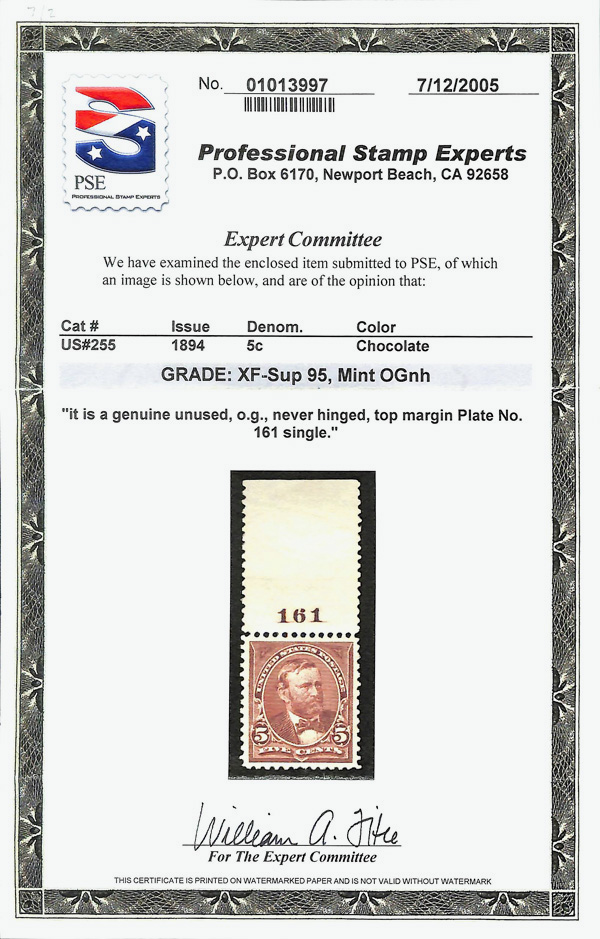 7/2
No. 01013997 7/12/2005
PSE
PROFESSIONAL STAMP EXPERTS
Professional Stamp Experts
P.O. Box 6170, Newport Beach, CA 92658
Expert Committee
We have examined the enclosed item submitted to PSE, of which
an image is shown below, and are of the opinion that:
Cat # Issue Denom. Color
US#255 1894 5c Chocolate
GRADE: XF-Sup 95, Mint OGnh
"it is a genuine unused, o.g., never hinged, top margin Plate No.
161 single."
161
UNITED STATES POSTAGE
5 5
FIVE CENTS
William A. Litle
For The Expert Committee
THIS CERTIFICATE IS PRINTED ON WATERMARKED PAPER AND IS NOT VALID WITHOUT WATERMARK